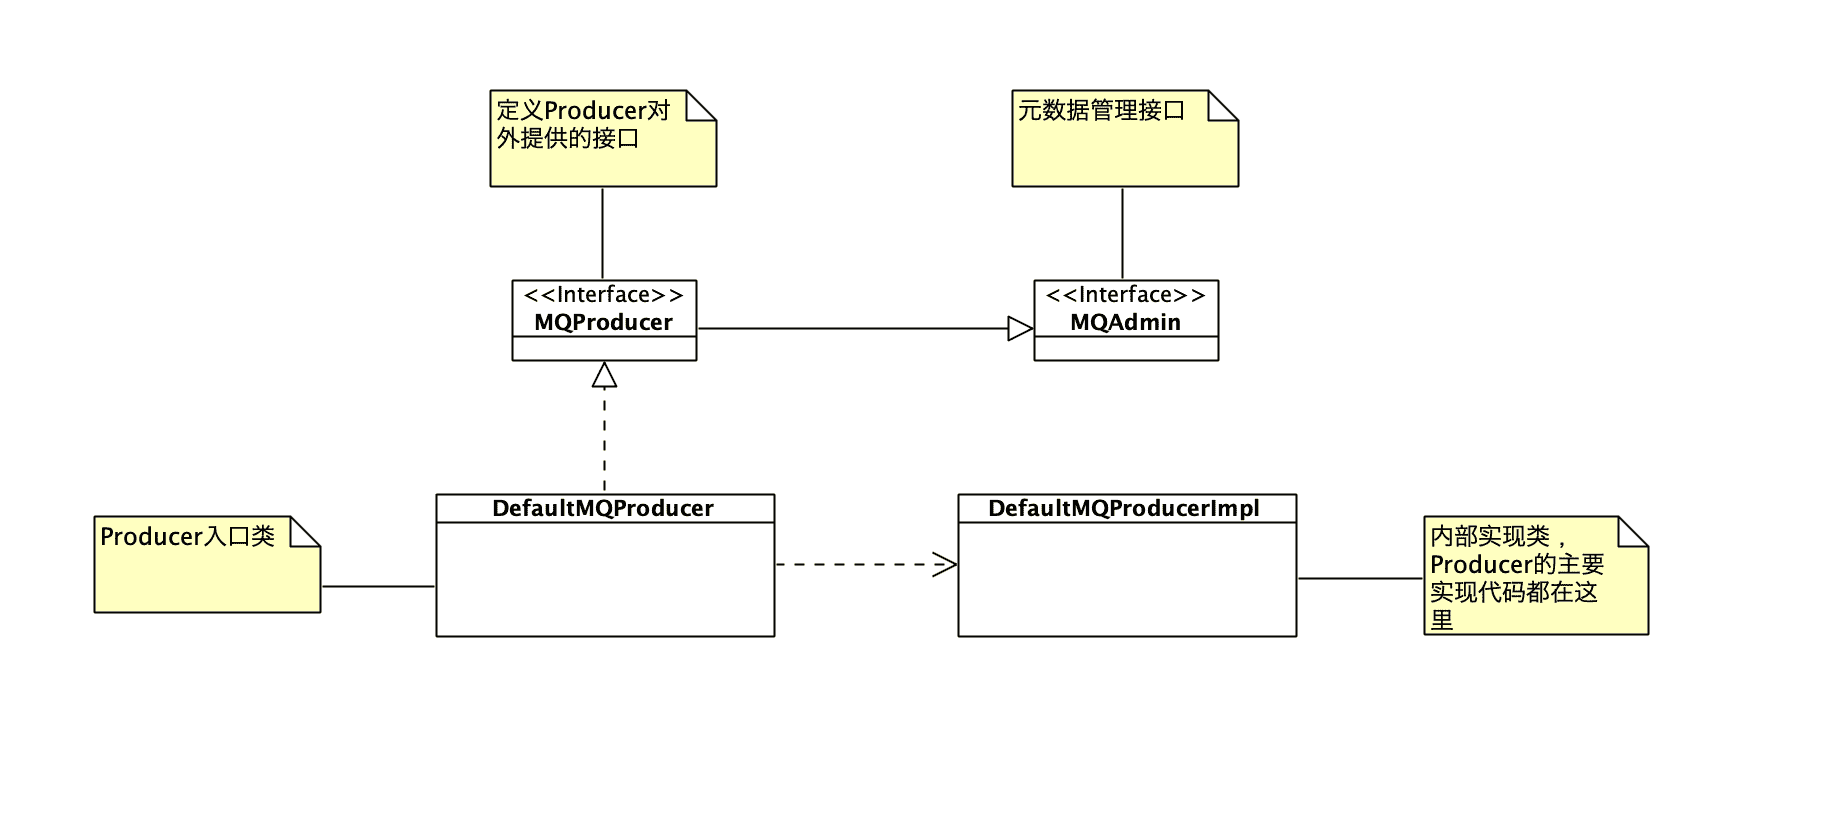 定义Producer对
外提供的接口
元数据管理接口
<<Interface>>
MQProducer
<<Interface>>
MQAdmin
DefaultMQProducer
DefaultMQProducerImpl
Producer入口类
内部实现类，
Producer的主要
实现代码都在这
里